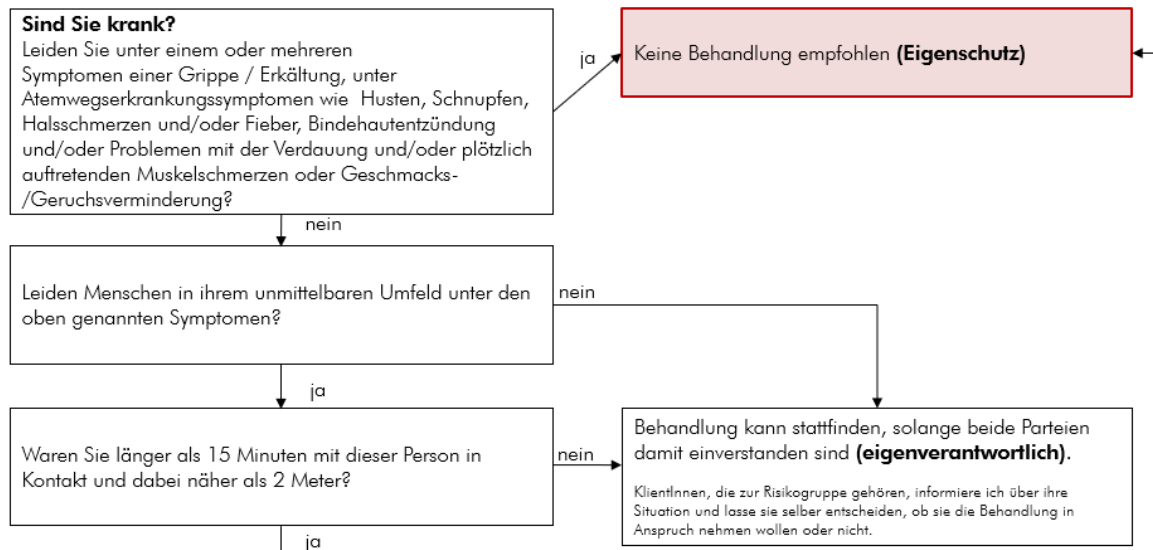 Sind Sie krank?
Leiden Sie unter einem oder mehreren
Symptomen einer Grippe / Erkältung, unter
Atemwegserkrankungssymptomen wie Husten, Schnupfen,
Halsschmerzen und/oder Fieber, Bindehautentzündung
und/oder Problemen mit der Verdauung und/oder plötzlich
auftretenden Muskelschmerzen oder Geschmacks-
/Geruchsverminderung?
ja
Keine Behandlung empfohlen (Eigenschutz)
nein
Leiden Menschen in ihrem unmittelbaren Umfeld unter den
oben genannten Symptomen?
nein
ja
Waren Sie länger als 15 Minuten mit dieser Person in
Kontakt und dabei näher als 2 Meter?
nein
Behandlung kann stattfinden, solange beide Parteien
damit einverstanden sind (eigenverantwortlich).
KlientInnen, die zur Risikogruppe gehören, informiere ich über ihre
Situation und lasse sie selber entscheiden, ob sie die Behandlung in
Anspruch nehmen wollen oder nicht.
ja